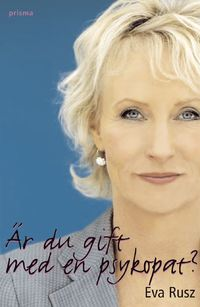 prisma
Är du gift
med en psykopat?
Eva Rusz